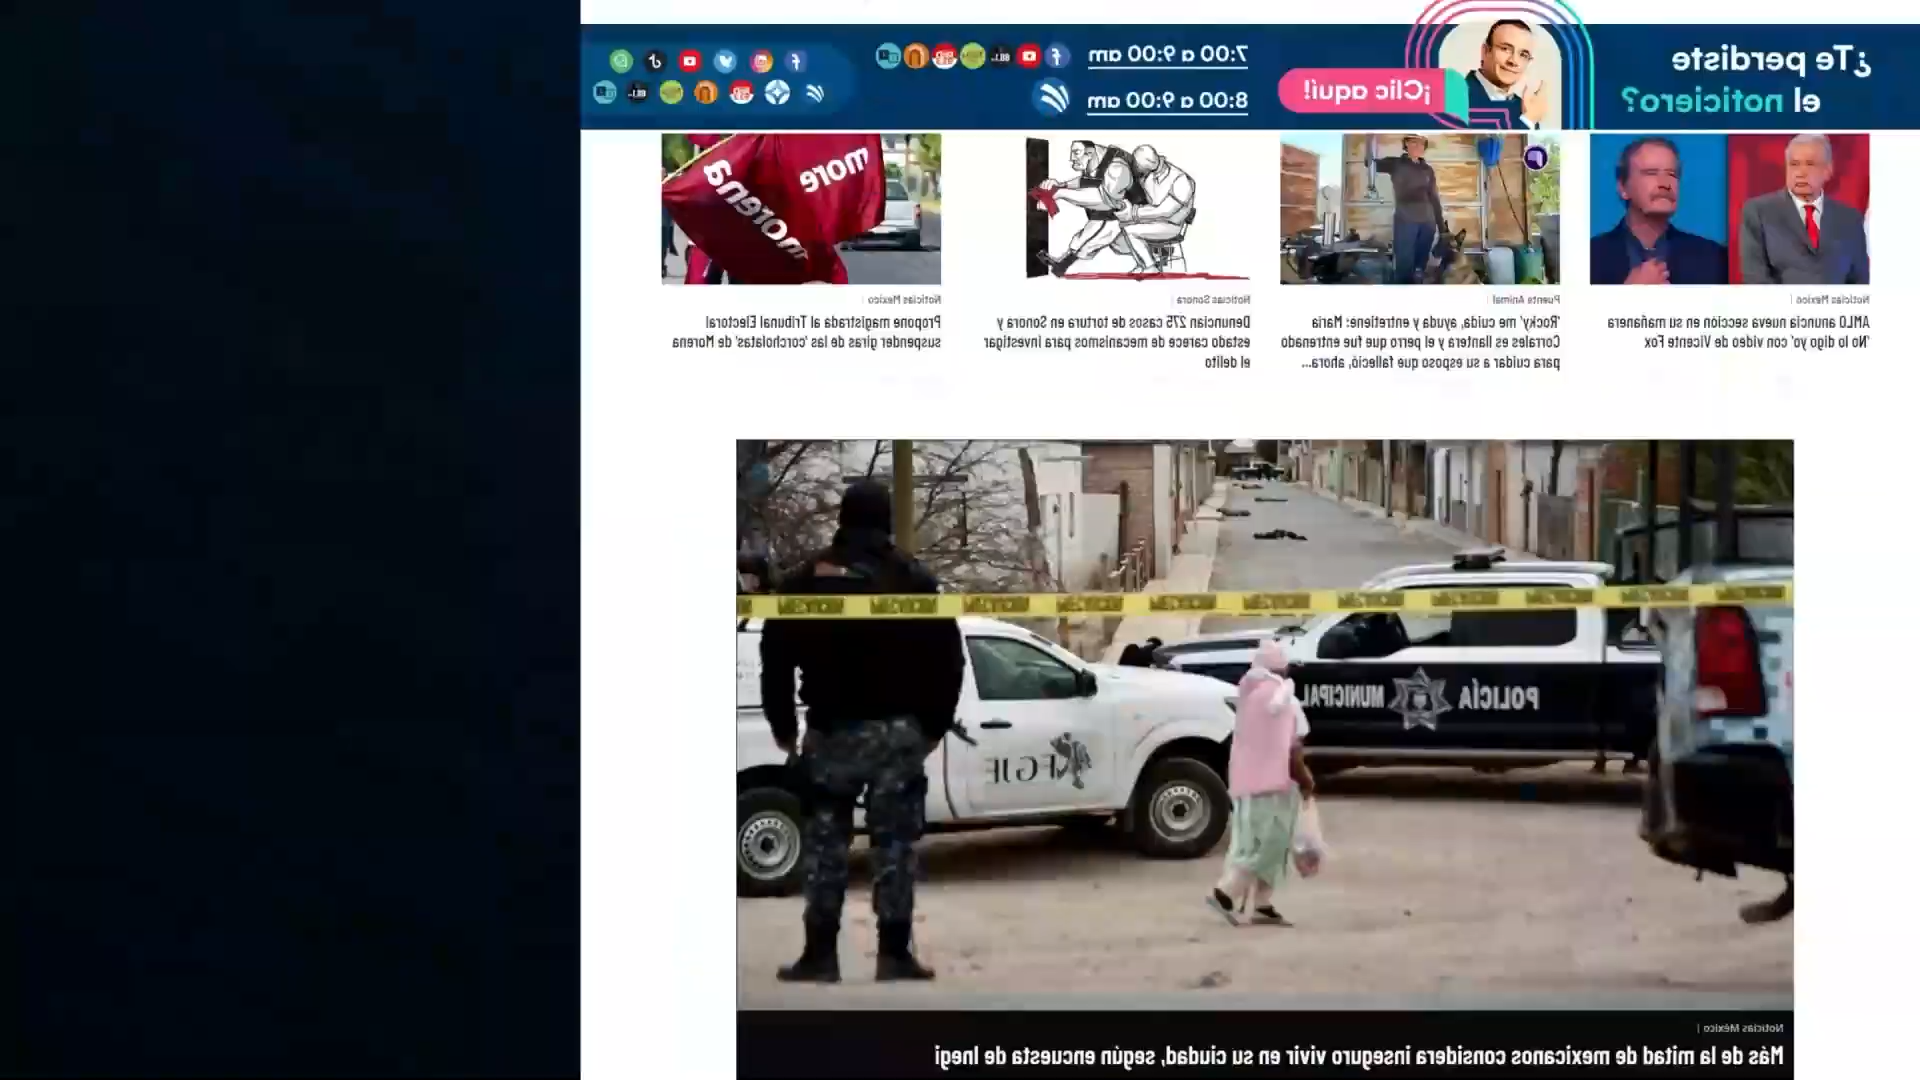 ¿Te perdiste
el noticiero?
¡Clic aquí!
7:00 a 9:00 am
8:00 a 9:00 am
Noticias México |
AMLO anuncia nueva sección en su mañanera
'No lo digo yo' con video de Vicente Fox
Puente Animal |
'Rocky' me cuida, ayuda y entretiene: María
Corrales es llantera y el perro que fue entrenado
para cuidar a su esposo que falleció, ahora...
Noticias Sonora |
Denuncian 275 casos de tortura en Sonora y
estado carece de mecanismos para investigar
el delito
Noticias México |
Propone magistrada al Tribunal Electoral
suspender giras de las 'corcholatas' de Morena
more
morena
POLICÍA MUNICIPAL
FGJE
Noticias México |
Más de la mitad de mexicanos considera inseguro vivir en su ciudad, según encuesta de Inegi